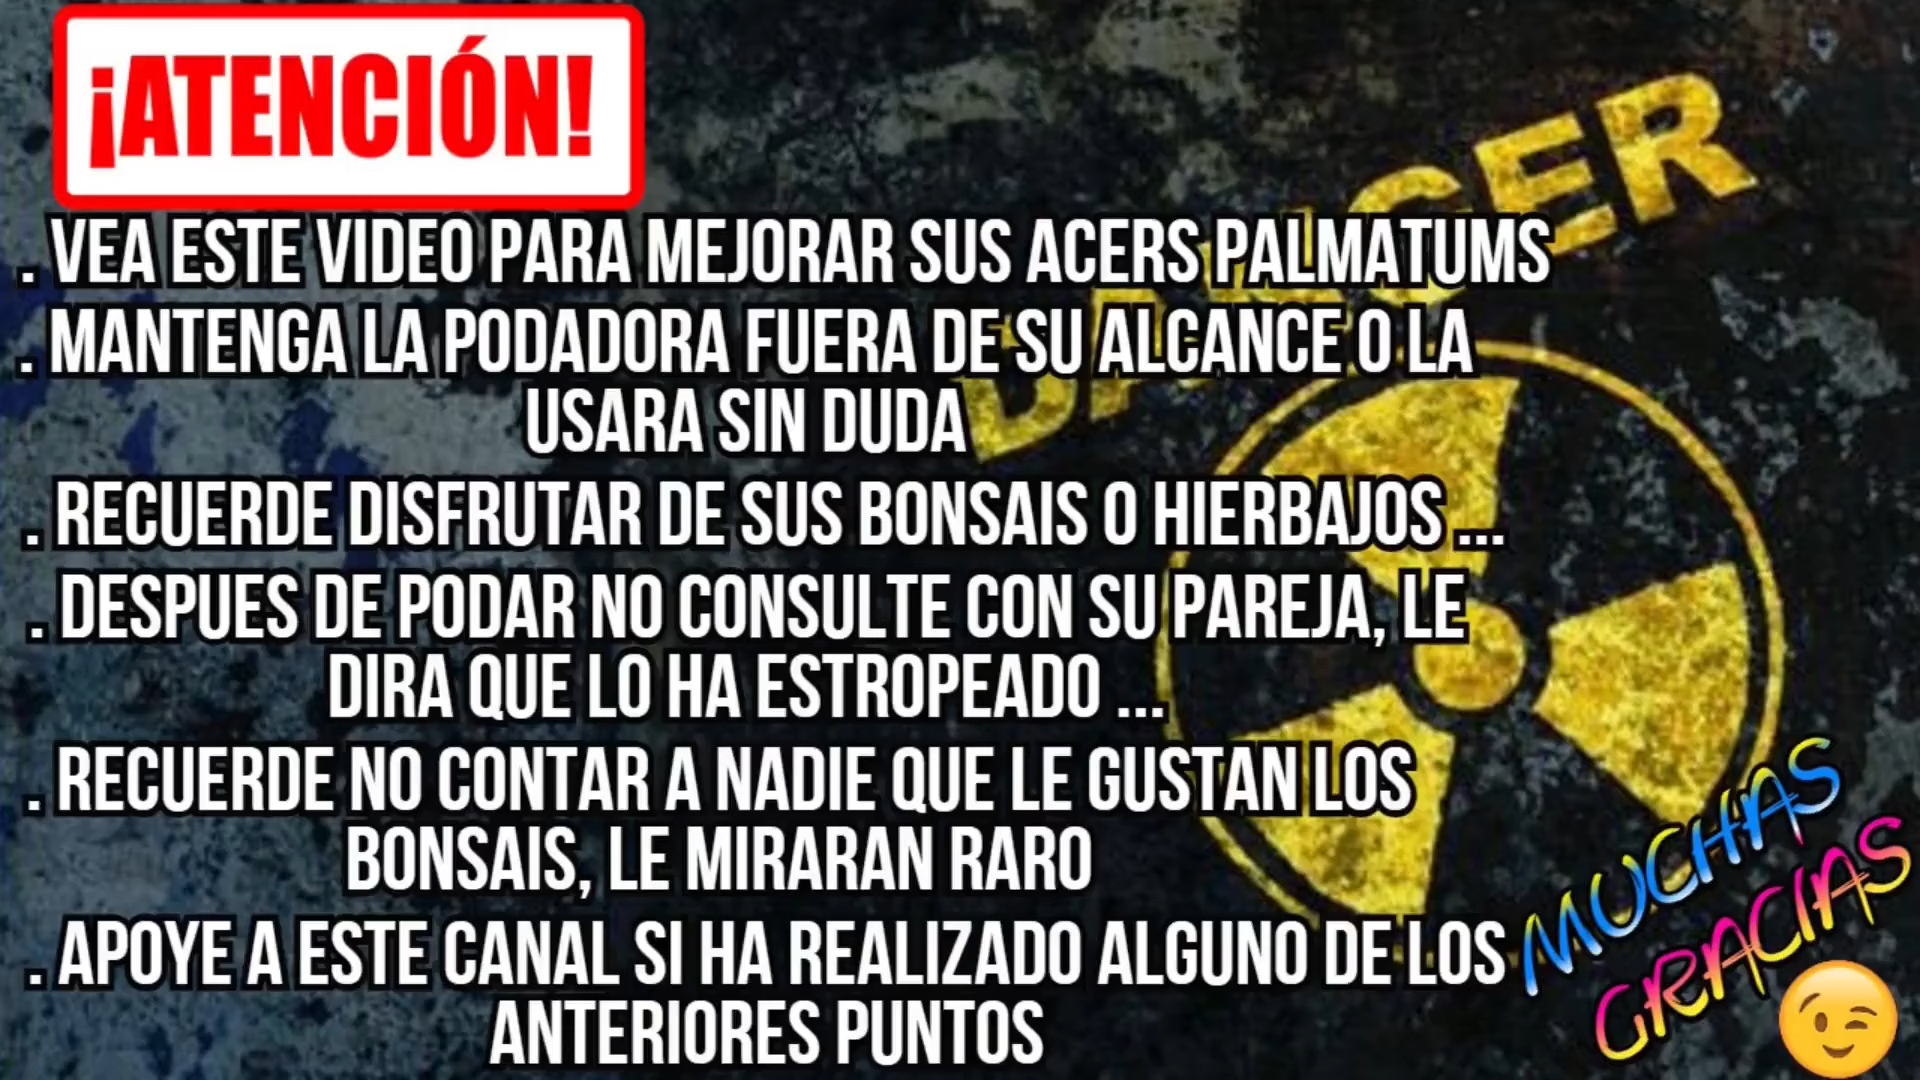 ¡ATENCIÓN!
DANGER
. VEA ESTE VIDEO PARA MEJORAR SUS ACERS PALMATUMS
. MANTENGA LA PODADORA FUERA DE SU ALCANCE O LA
USARA SIN DUDA
. RECUERDE DISFRUTAR DE SUS BONSAIS O HIERBAJOS ...
. DESPUES DE PODAR NO CONSULTE CON SU PAREJA, LE
DIRA QUE LO HA ESTROPEADO ...
. RECUERDE NO CONTAR A NADIE QUE LE GUSTAN LOS
BONSAIS, LE MIRARAN RARO
. APOYE A ESTE CANAL SI HA REALIZADO ALGUNO DE LOS
ANTERIORES PUNTOS
MUCHAS
GRACIAS